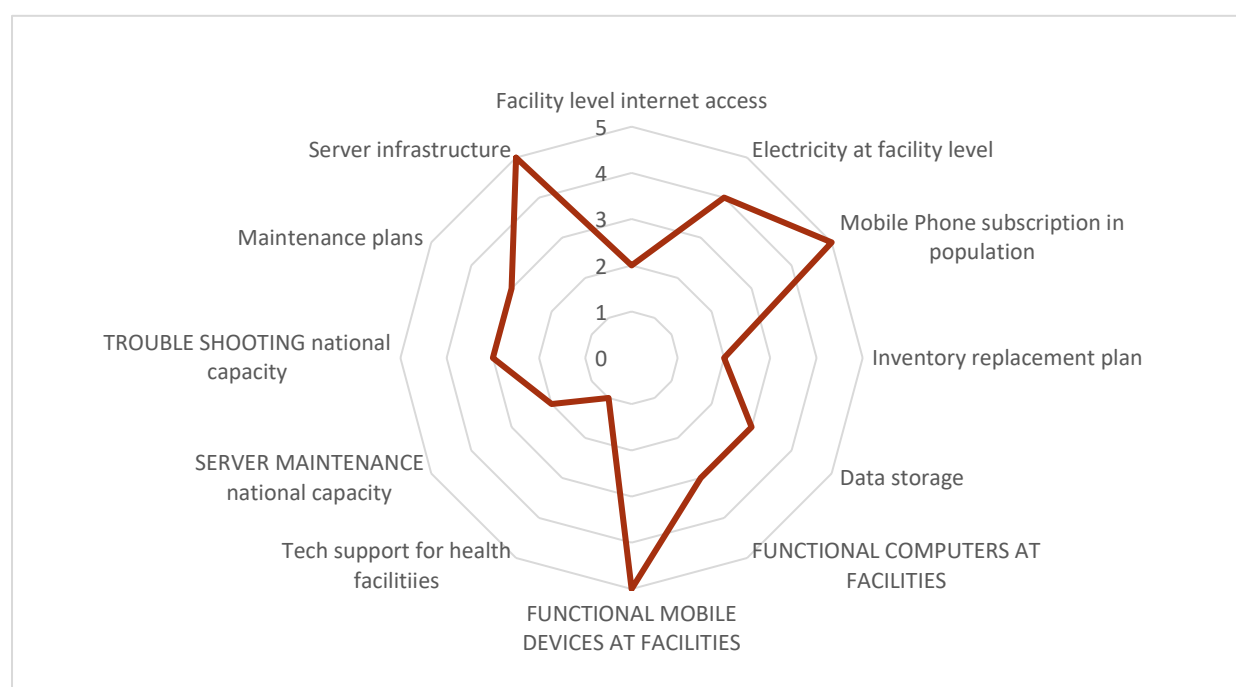 Facility level internet access
5
Server infrastructure
Electricity at facility level
4
Mobile Phone subscription in
population
Maintenance plans
3
2
1
TROUBLE SHOOTING national
capacity
0
Inventory replacement plan
SERVER MAINTENANCE
national capacity
Data storage
Tech support for health
facilitiies
FUNCTIONAL COMPUTERS AT
FACILITIES
FUNCTIONAL MOBILE
DEVICES AT FACILITIES